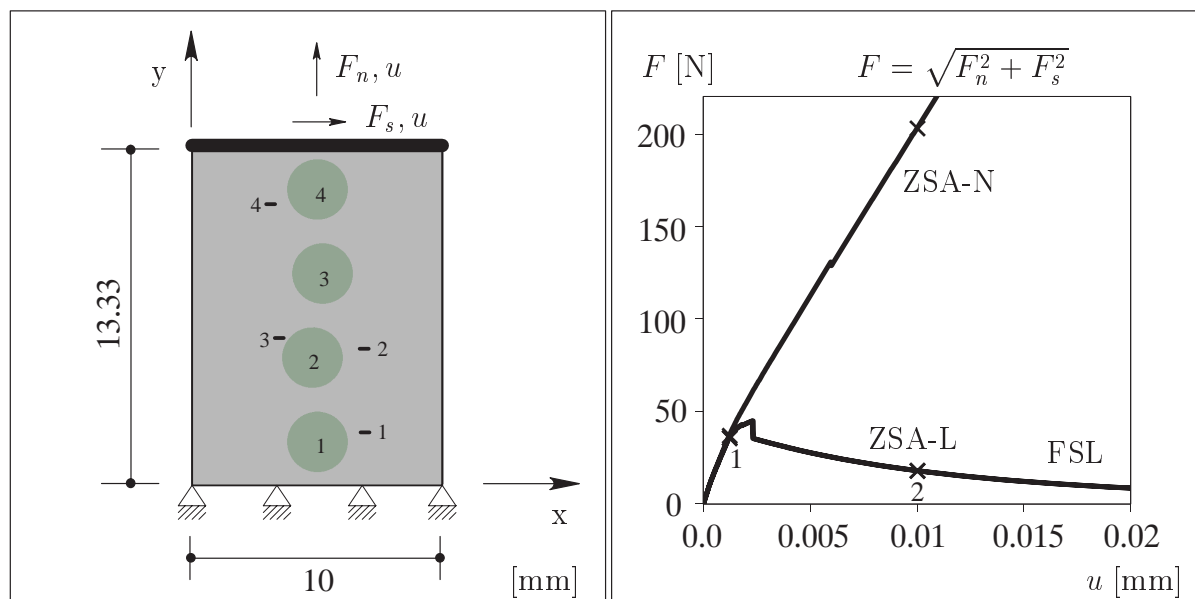 y
F_n, u
F_s, u
4
4
3
3
2
2
1
1
13.33
x
10
[mm]
F [N]
F = √(F_n^2 + F_s^2)
200
ZSA-N
150
100
50
ZSA-L
FSL
1
2
0
0.0
0.005
0.01
0.015
0.02
u [mm]